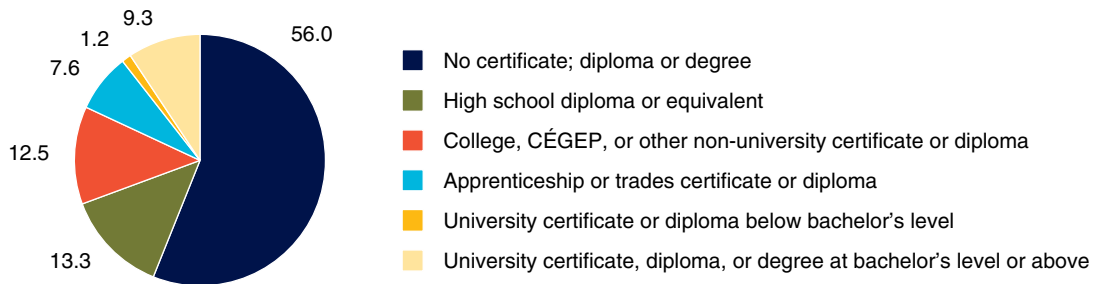 9.3
1.2
7.6
12.5
13.3
56.0
No certificate; diploma or degree
High school diploma or equivalent
College, CÉGEP, or other non-university certificate or diploma
Apprenticeship or trades certificate or diploma
University certificate or diploma below bachelor’s level
University certificate, diploma, or degree at bachelor’s level or above